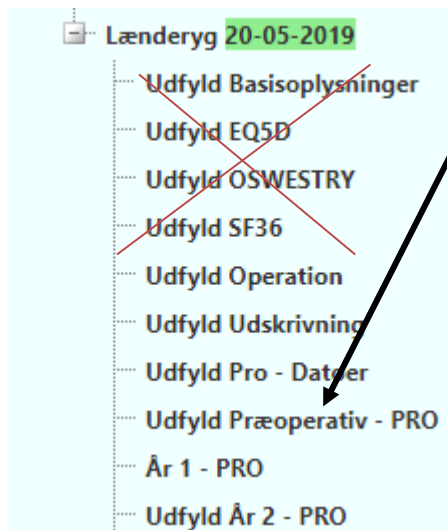 Lænderyg 20-05-2019
Udfyld Basisoplysninger
Udfyld EQ5D
Udfyld OSWESTRY
Udfyld SF36
Udfyld Operation
Udfyld Udskrivning
Udfyld Pro - Datoer
Udfyld Præoperativ - PRO
År 1 - PRO
Udfyld År 2 - PRO